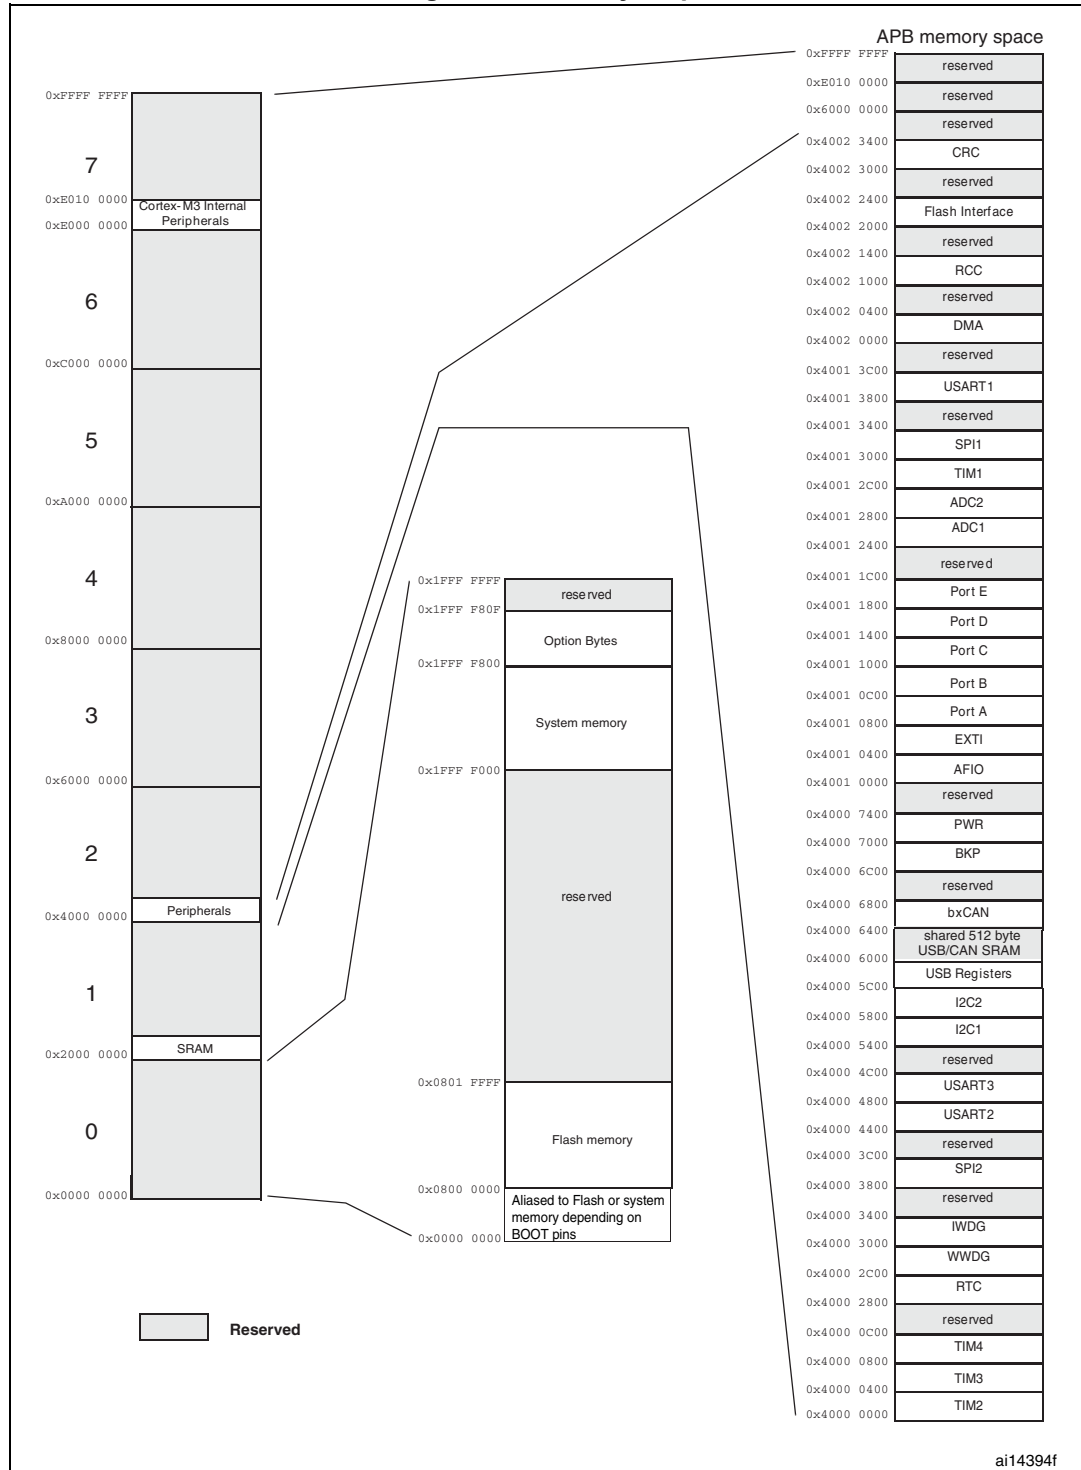 APB memory space
0xFFFF FFFF
reserved
0xE010 0000
reserved
0x6000 0000
reserved
0x4002 3400
CRC
0x4002 3000
reserved
0x4002 2400
Flash Interface
0x4002 2000
reserved
0x4002 1400
RCC
0x4002 1000
reserved
0x4002 0400
DMA
0x4002 0000
reserved
0x4001 3C00
USART1
0x4001 3800
reserved
0x4001 3400
SPI1
0x4001 3000
TIM1
0x4001 2C00
ADC2
0x4001 2800
ADC1
0x4001 2400
reserved
0x4001 1C00
Port E
0x4001 1800
Port D
0x4001 1400
Port C
0x4001 1000
Port B
0x4001 0C00
Port A
0x4001 0800
EXTI
0x4001 0400
AFIO
0x4001 0000
reserved
0x4000 7400
PWR
0x4000 7000
BKP
0x4000 6C00
reserved
0x4000 6800
bxCAN
0x4000 6400
shared 512 byte
USB/CAN SRAM
0x4000 6000
USB Registers
0x4000 5C00
I2C2
0x4000 5800
I2C1
0x4000 5400
reserved
0x4000 4C00
USART3
0x4000 4800
USART2
0x4000 4400
reserved
0x4000 3C00
SPI2
0x4000 3800
reserved
0x4000 3400
IWDG
0x4000 3000
WWDG
0x4000 2C00
RTC
0x4000 2800
reserved
0x4000 0C00
TIM4
0x4000 0800
TIM3
0x4000 0400
TIM2
0x4000 0000
0xFFFF FFFF
7
0xE010 0000
Cortex-M3 Internal
Peripherals
0xE000 0000
6
0xC000 0000
5
0xA000 0000
4
0x8000 0000
3
0x6000 0000
2
Peripherals
0x4000 0000
1
SRAM
0x2000 0000
0
0x0000 0000
0x1FFF FFFF
reserved
0x1FFF F80F
Option Bytes
0x1FFF F800
System memory
0x1FFF F000
reserved
0x0801 FFFF
Flash memory
0x0800 0000
Aliased to Flash or system
memory depending on
BOOT pins
0x0000 0000
Reserved
ai14394f